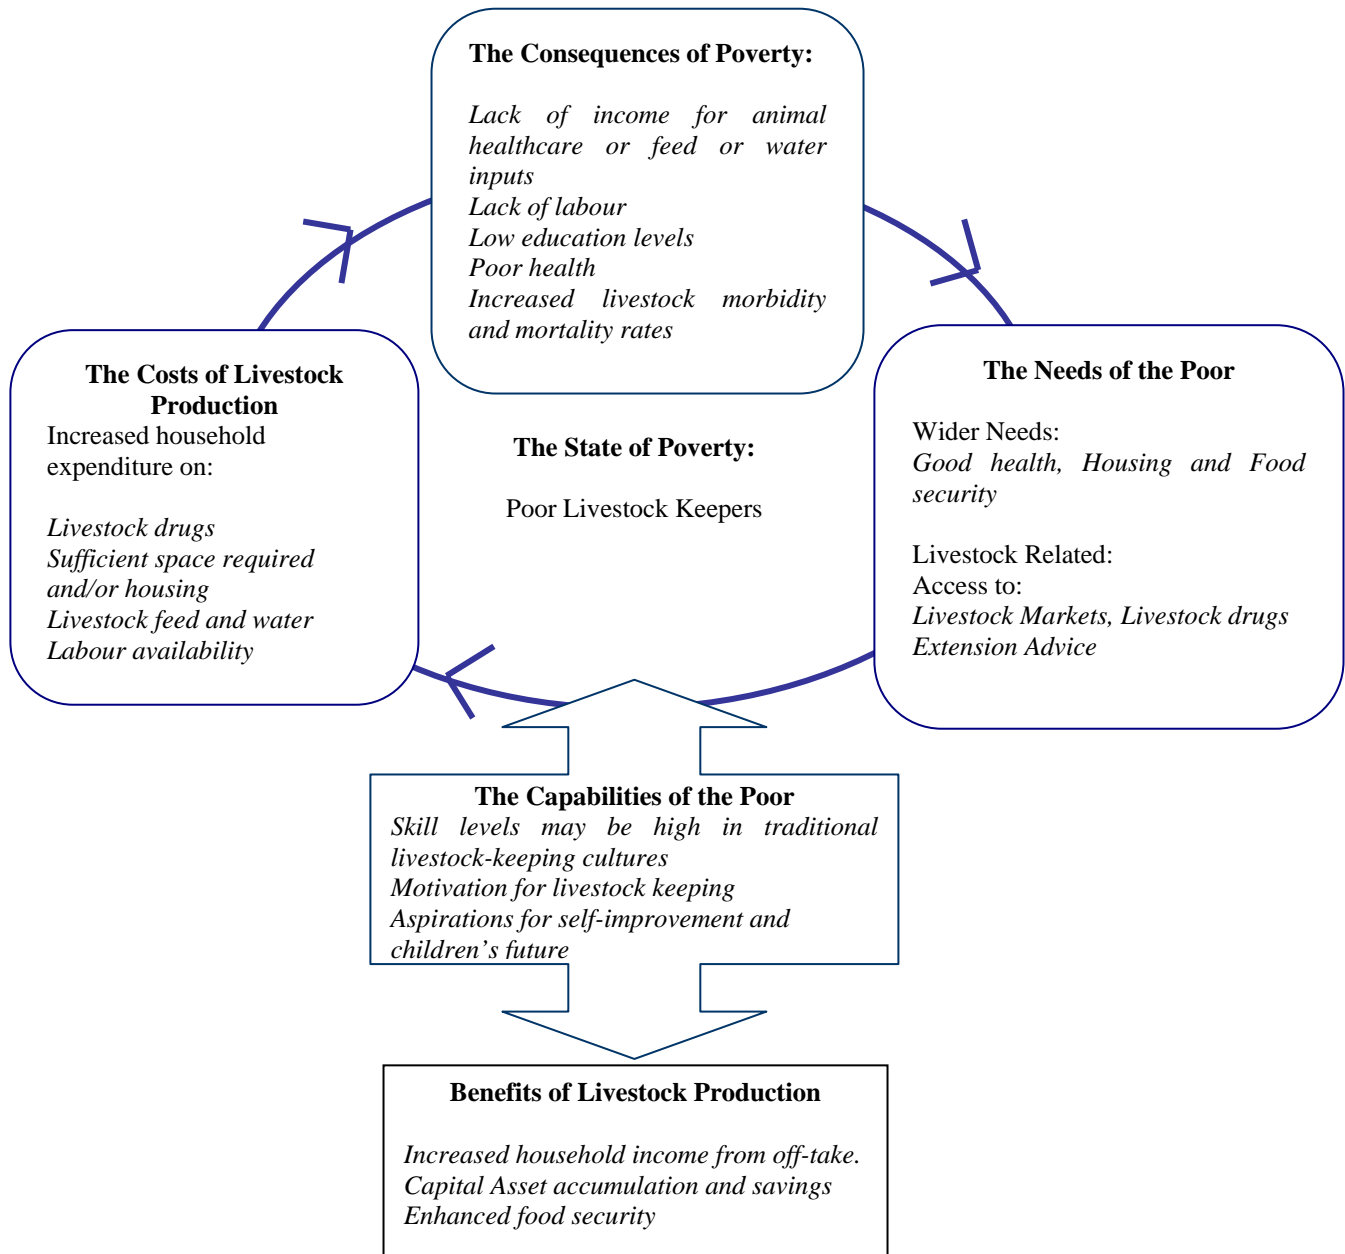 The Consequences of Poverty:
Lack of income for animal
healthcare or feed or water
inputs
Lack of labour
Low education levels
Poor health
Increased livestock morbidity
and mortality rates
The Costs of Livestock
Production
Increased household
expenditure on:
Livestock drugs
Sufficient space required
and/or housing
Livestock feed and water
Labour availability
The State of Poverty:
Poor Livestock Keepers
The Needs of the Poor
Wider Needs:
Good health, Housing and Food
security
Livestock Related:
Access to:
Livestock Markets, Livestock drugs
Extension Advice
The Capabilities of the Poor
Skill levels may be high in traditional
livestock-keeping cultures
Motivation for livestock keeping
Aspirations for self-improvement and
children’s future
Benefits of Livestock Production
Increased household income from off-take.
Capital Asset accumulation and savings
Enhanced food security